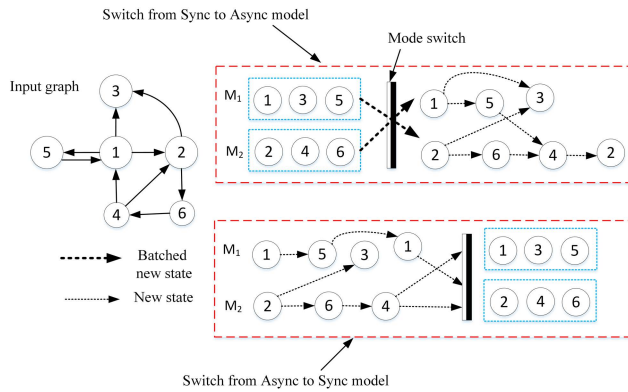 Switch from Sync to Async model
Mode switch
Input graph
3
5
1
2
4
6
M1
1 3 5
M2
2 4 6
1
5
3
2
6
4
2
Batched
new state
New state
M1
1
5
3
1
M2
2
6
4
1 3 5
2 4 6
Switch from Async to Sync model